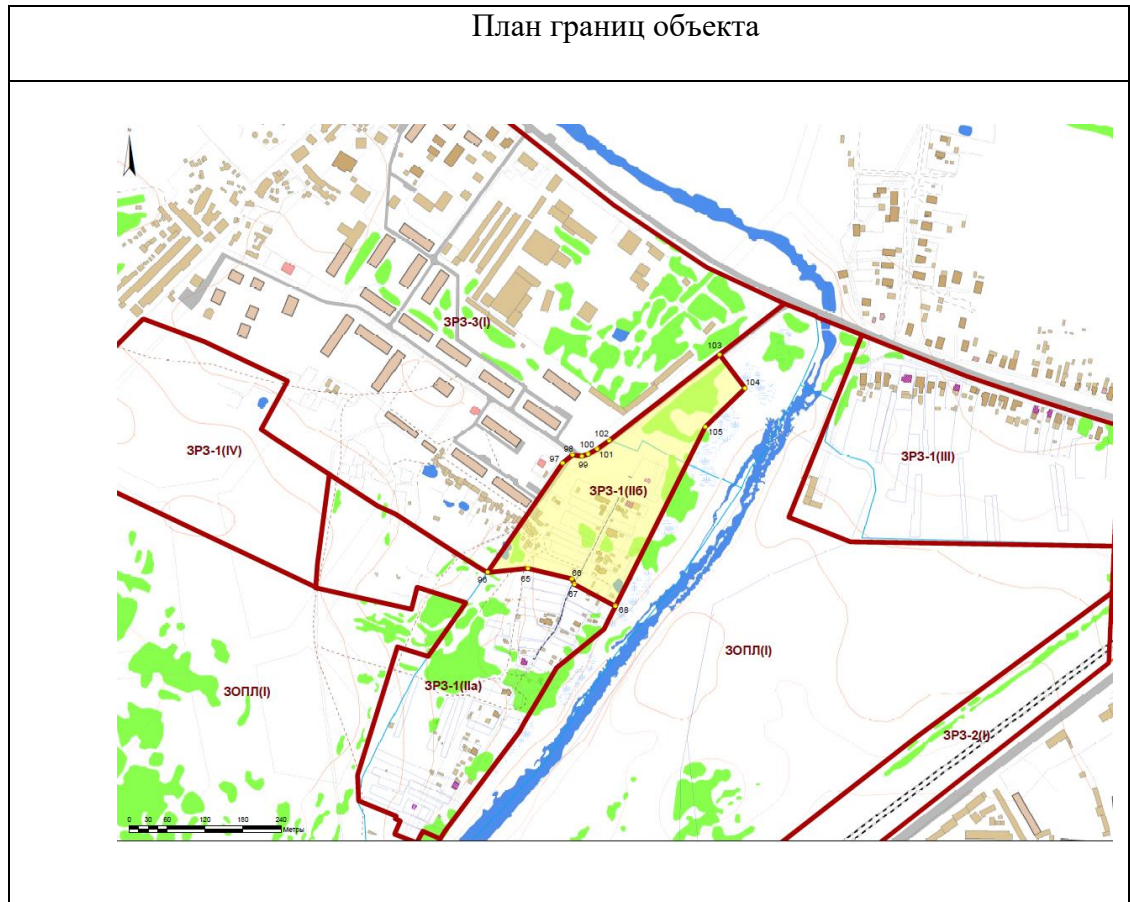 План границ объекта
N
ЗРЗ-3(I)
103
104
105
102
100
98
101
99
97
ЗРЗ-1(IV)
ЗРЗ-1(III)
ЗРЗ-1(IIб)
96
65
66
67
68
ЗОПЛ(I)
ЗОПЛ(I)
ЗРЗ-1(IIа)
ЗРЗ-2(I)
0 30 60 120 180 240
Метры